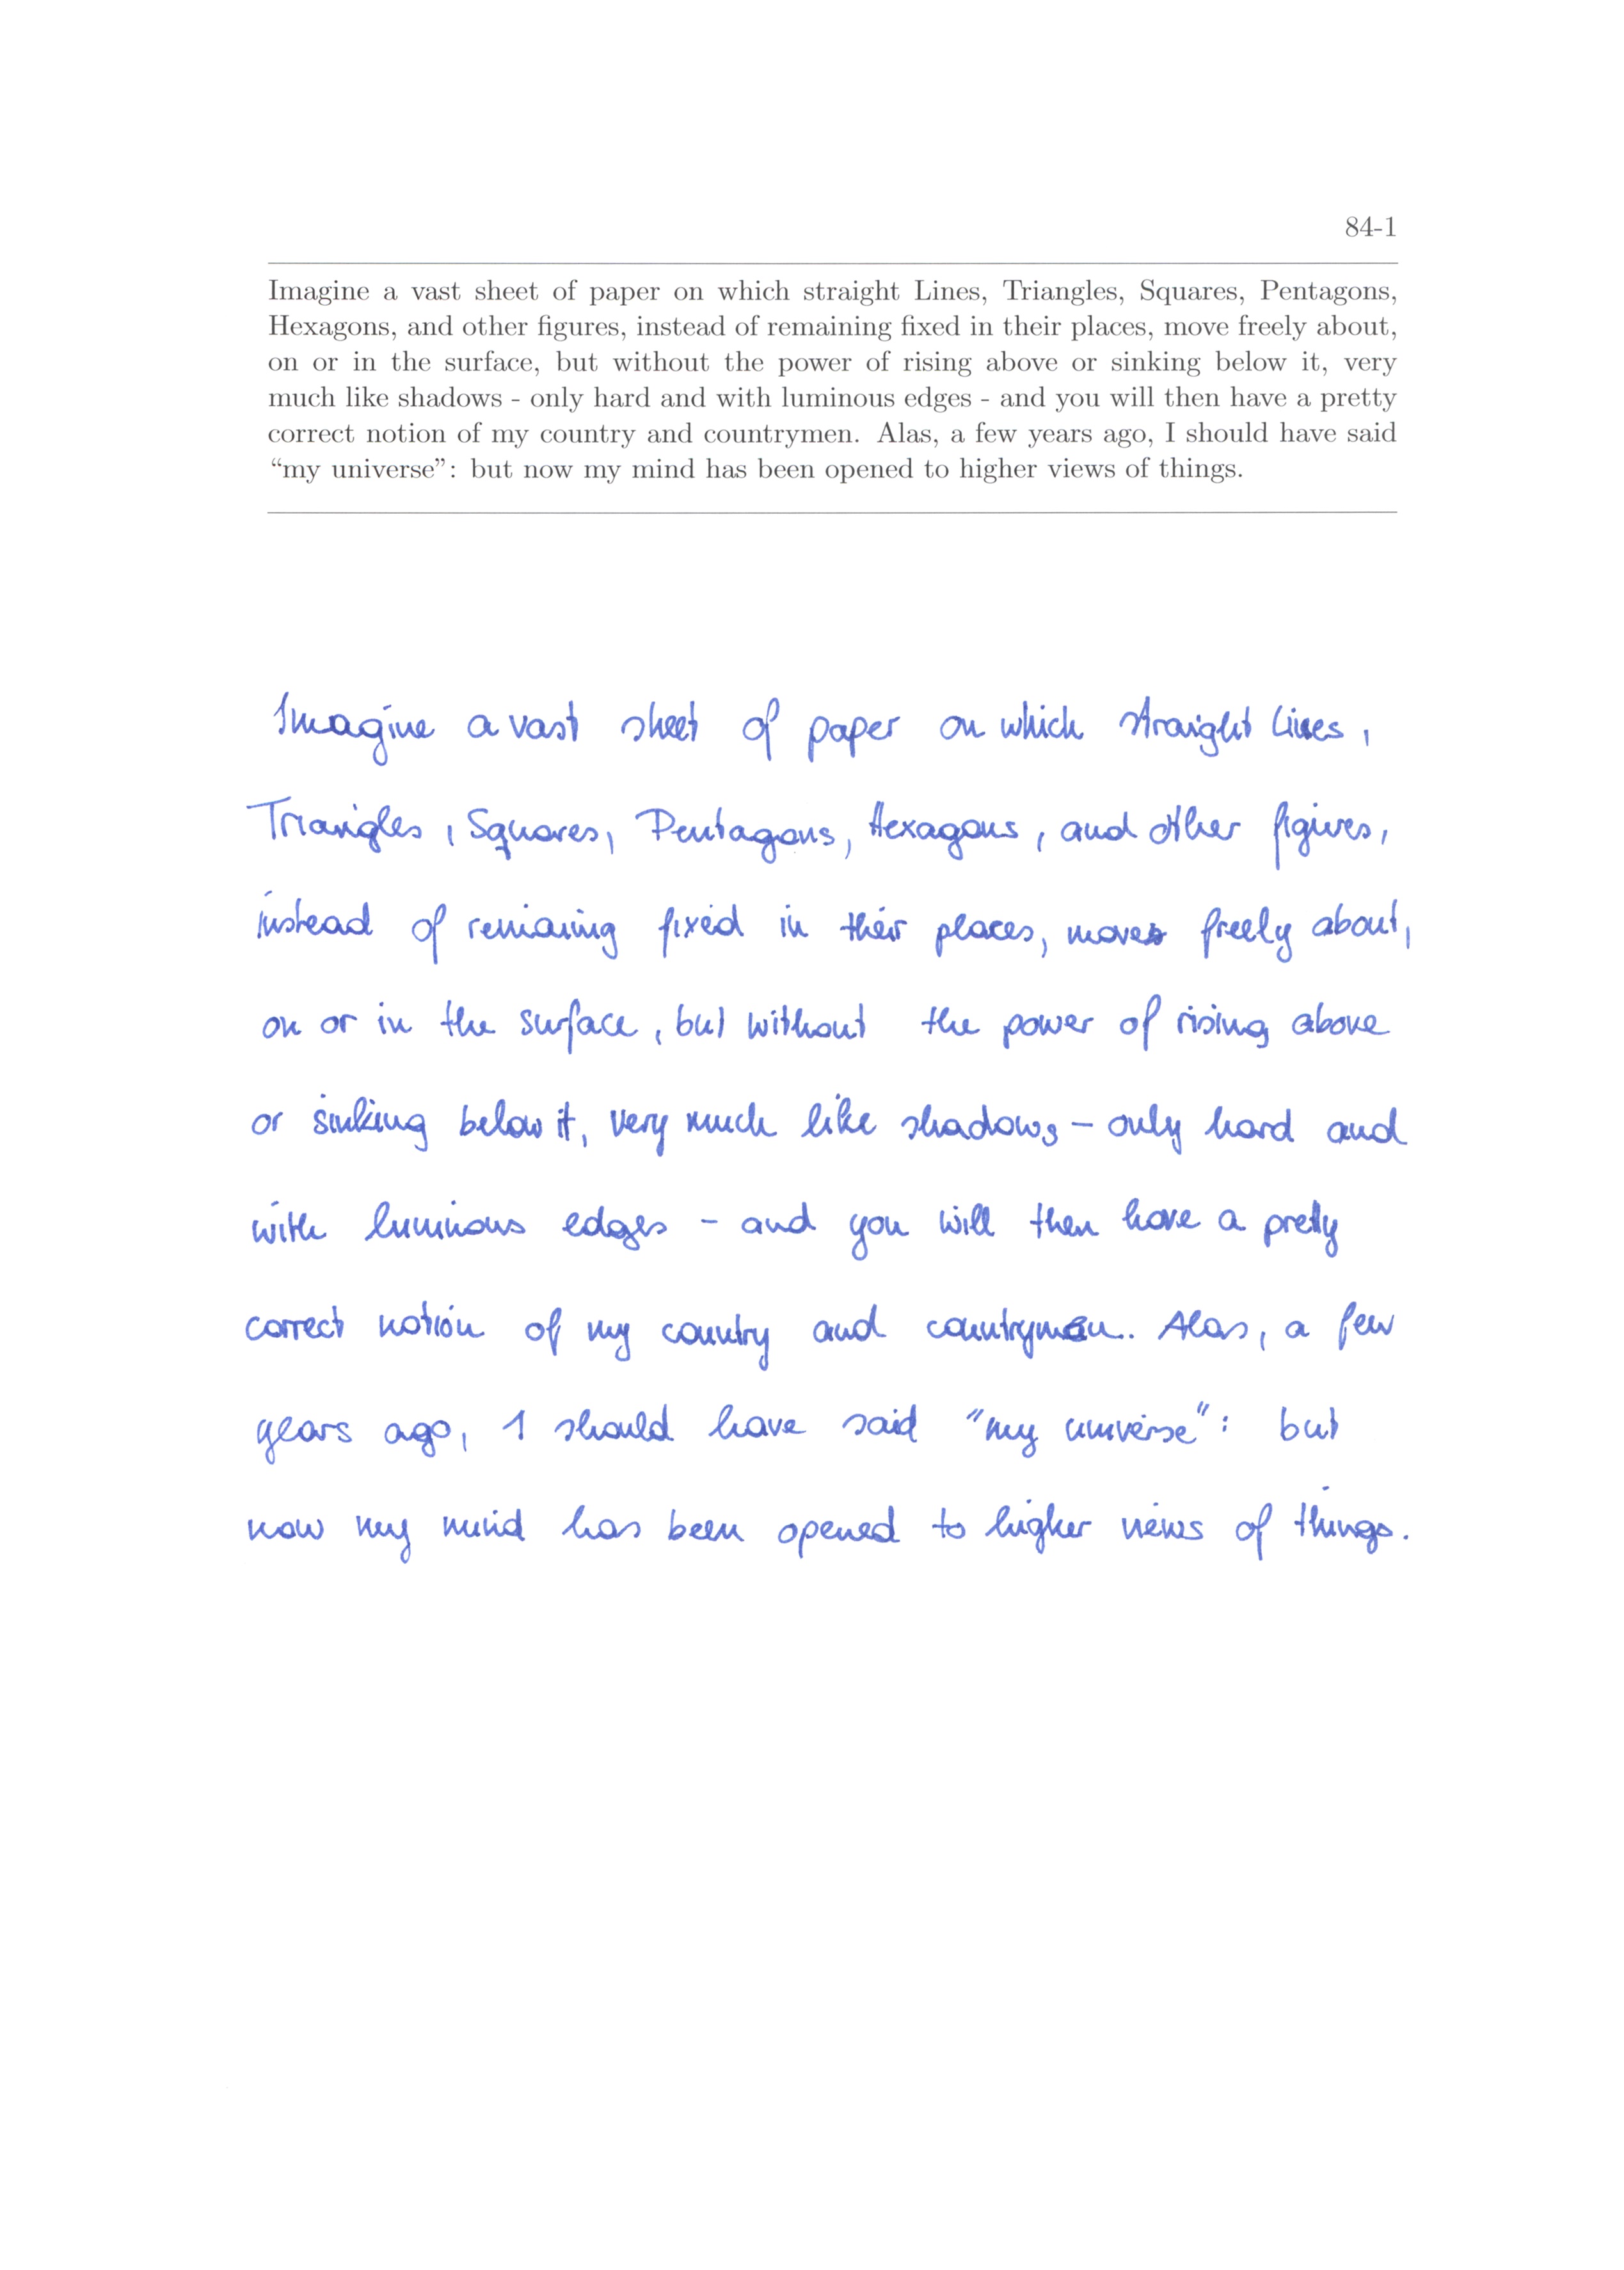 84-1
Imagine a vast sheet of paper on which straight Lines, Triangles, Squares, Pentagons,
Hexagons, and other figures, instead of remaining fixed in their places, move freely about,
on or in the surface, but without the power of rising above or sinking below it, very
much like shadows - only hard and with luminous edges - and you will then have a pretty
correct notion of my country and countrymen. Alas, a few years ago, I should have said
“my universe”: but now my mind has been opened to higher views of things.
Imagine a vast sheet of paper on which straight Lines,
Triangles, Squares, Pentagons, Hexagons, and other figures,
instead of remaining fixed in their places, moves freely about,
on or in the surface, but without the power of rising above
or sinking below it, very much like shadows - only hard and
with luminous edges - and you will then have a pretty
correct notion of my country and countrymen. Alas, a few
years ago, I should have said "my universe": but
now my mind has been opened to higher views of things.